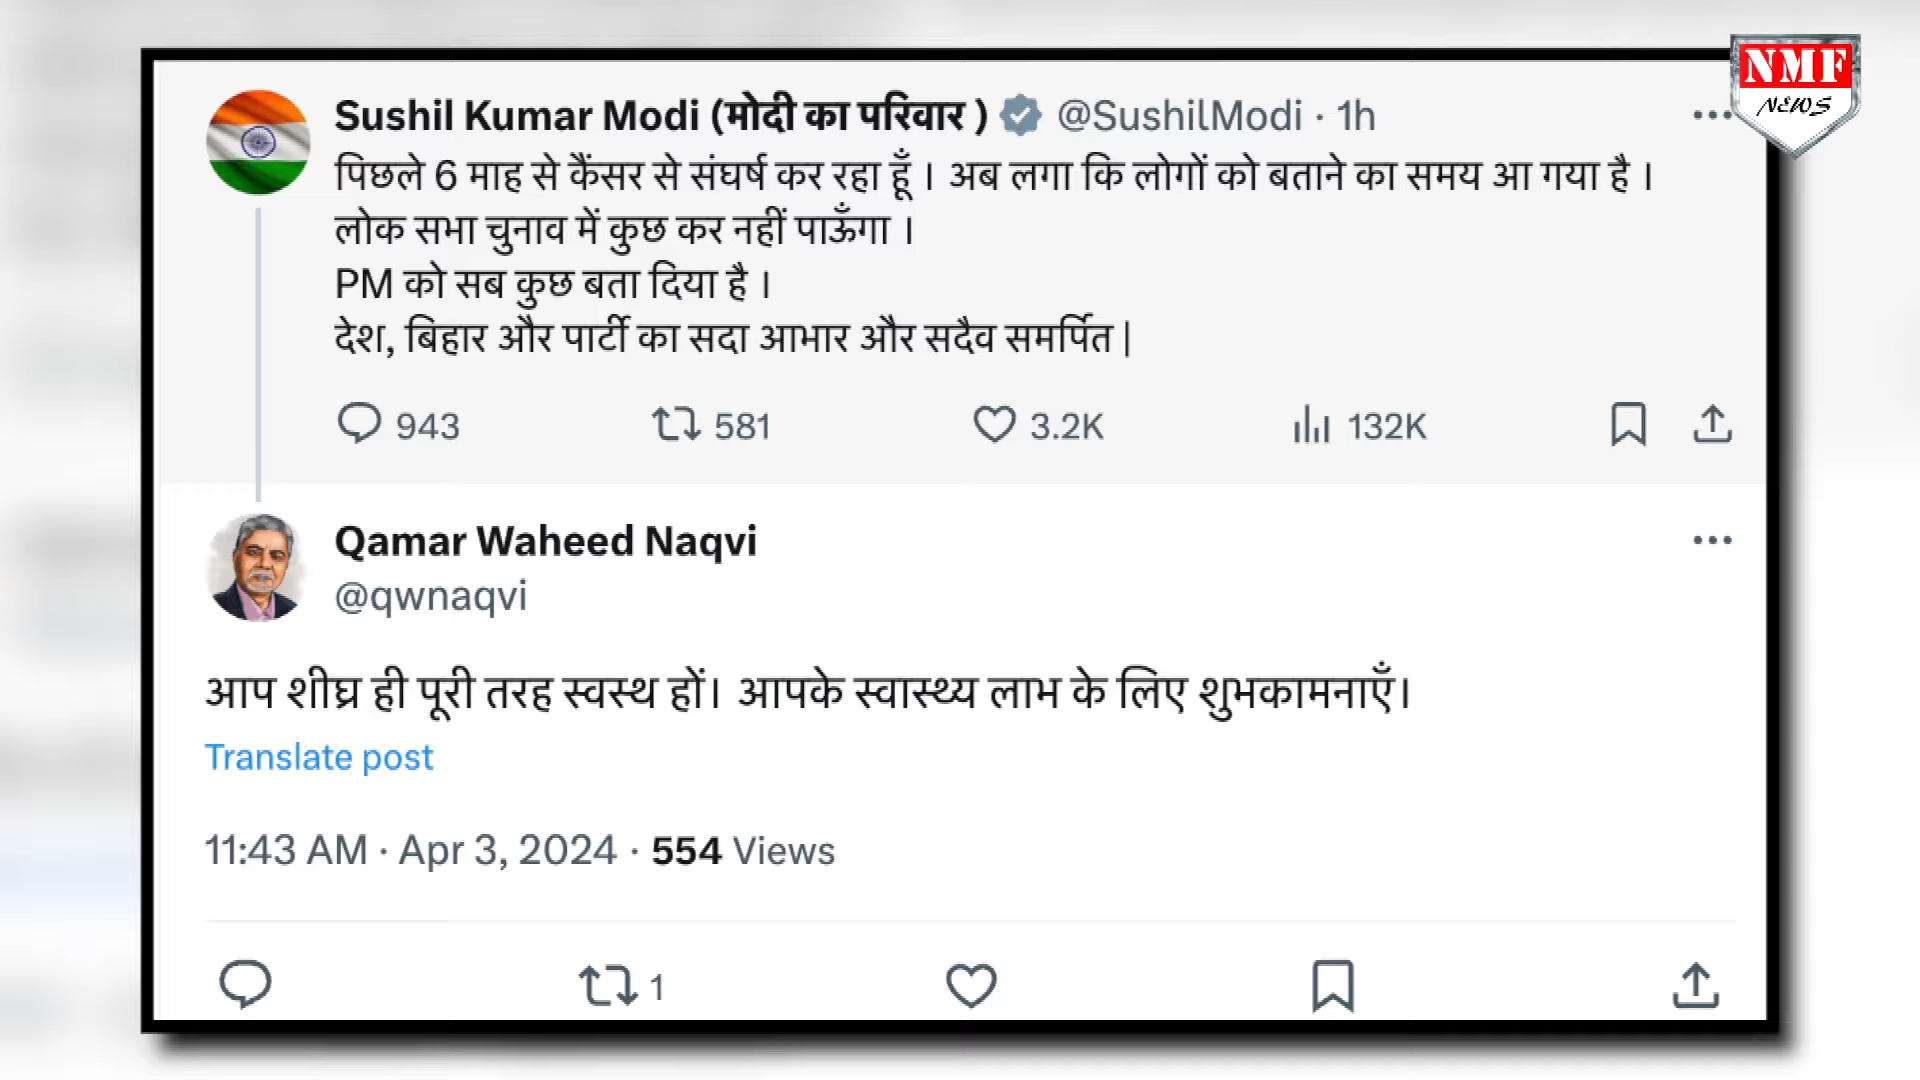 NMF
NEWS
Sushil Kumar Modi (मोदी का परिवार ) @SushilModi · 1h
पिछले 6 माह से कैंसर से संघर्ष कर रहा हूँ । अब लगा कि लोगों को बताने का समय आ गया है ।
लोक सभा चुनाव में कुछ कर नहीं पाऊँगा ।
PM को सब कुछ बता दिया है ।
देश, बिहार और पार्टी का सदा आभार और सदैव समर्पित |
943 581 3.2K 132K
Qamar Waheed Naqvi
@qwnaqvi
आप शीघ्र ही पूरी तरह स्वस्थ हों। आपके स्वास्थ्य लाभ के लिए शुभकामनाएँ।
Translate post
11:43 AM · Apr 3, 2024 · 554 Views
1